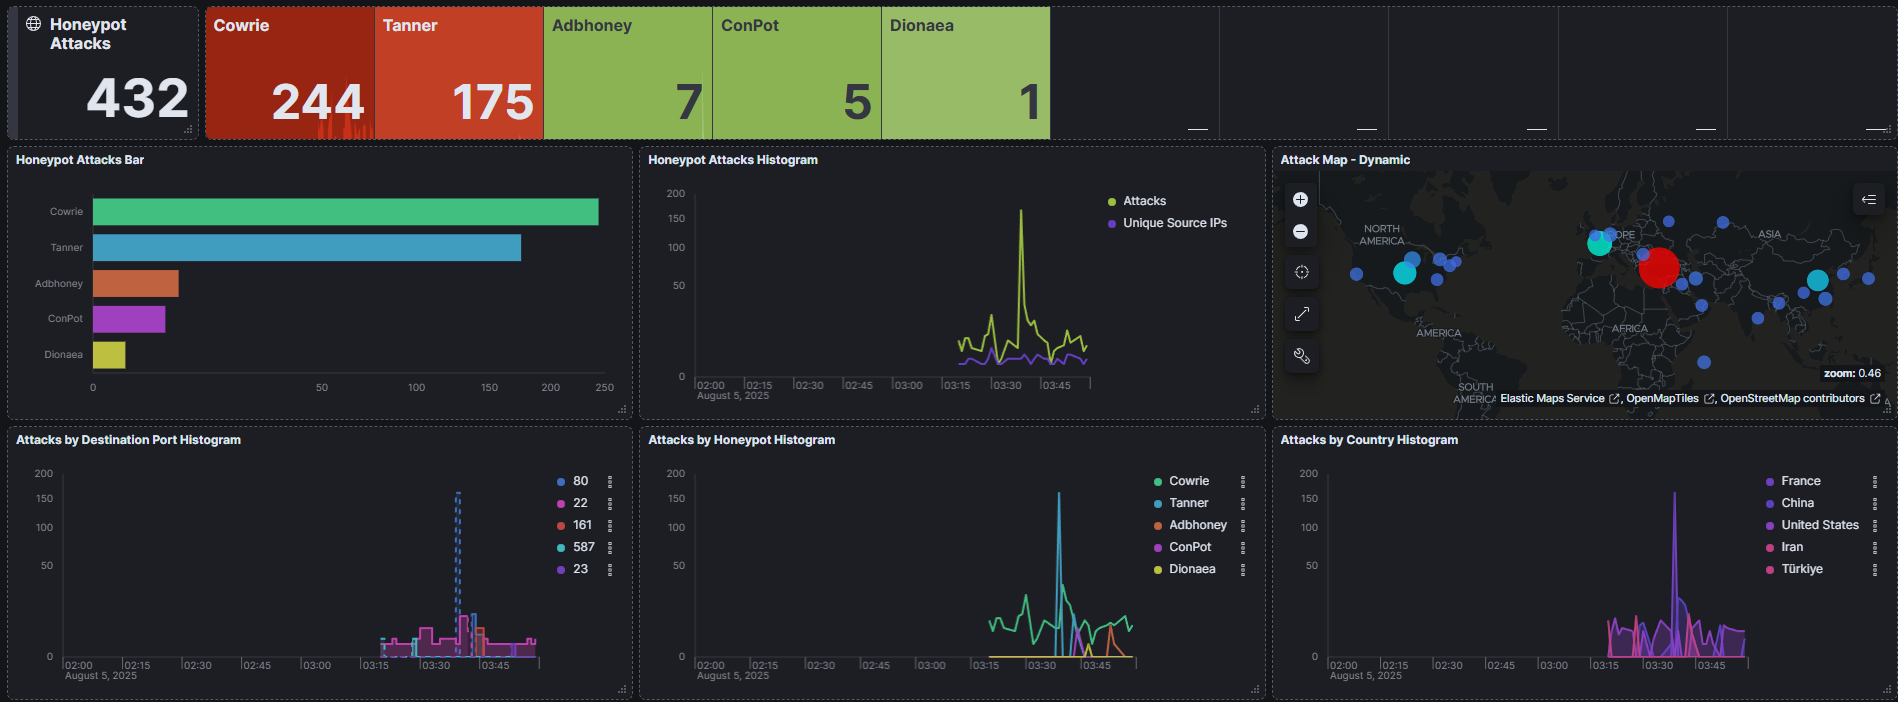 Honeypot
Attacks
432
Cowrie
244
Tanner
175
Adbhoney
7
ConPot
5
Dionaea
1
Honeypot Attacks Bar
Cowrie
Tanner
Adbhoney
ConPot
Dionaea
0 50 100 150 200 250
Honeypot Attacks Histogram
200
150
100
50
0
02:00 02:15 02:30 02:45 03:00 03:15 03:30 03:45
August 5, 2025
Attacks
Unique Source IPs
Attack Map - Dynamic
NORTH
AMERICA
OPE
ASIA
AMERICA
AFRICA
SOUTH
AMERICA
zoom: 0.46
Elastic Maps Service , OpenMapTiles , OpenStreetMap contributors
Attacks by Destination Port Histogram
200
150
100
50
0
02:00 02:15 02:30 02:45 03:00 03:15 03:30 03:45
August 5, 2025
80
22
161
587
23
Attacks by Honeypot Histogram
200
150
100
50
0
02:00 02:15 02:30 02:45 03:00 03:15 03:30 03:45
August 5, 2025
Cowrie
Tanner
Adbhoney
ConPot
Dionaea
Attacks by Country Histogram
200
150
100
50
0
02:00 02:15 02:30 02:45 03:00 03:15 03:30 03:45
August 5, 2025
France
China
United States
Iran
Türkiye